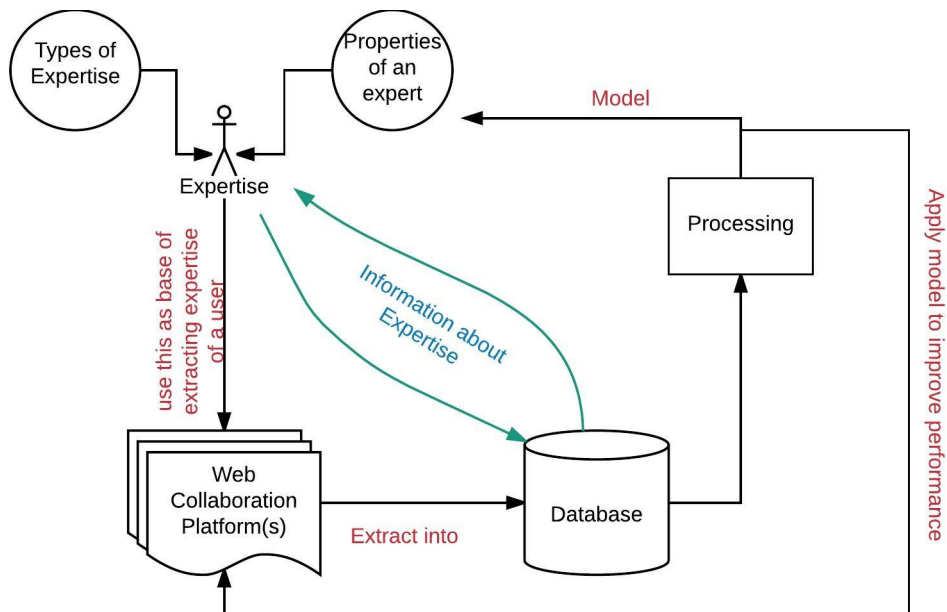 Types of
Expertise
Properties
of an
expert
Model
Expertise
Processing
use this as base of
extracting expertise
of a user
Information about
Expertise
Apply model to improve performance
Web
Collaboration
Platform(s)
Extract into
Database